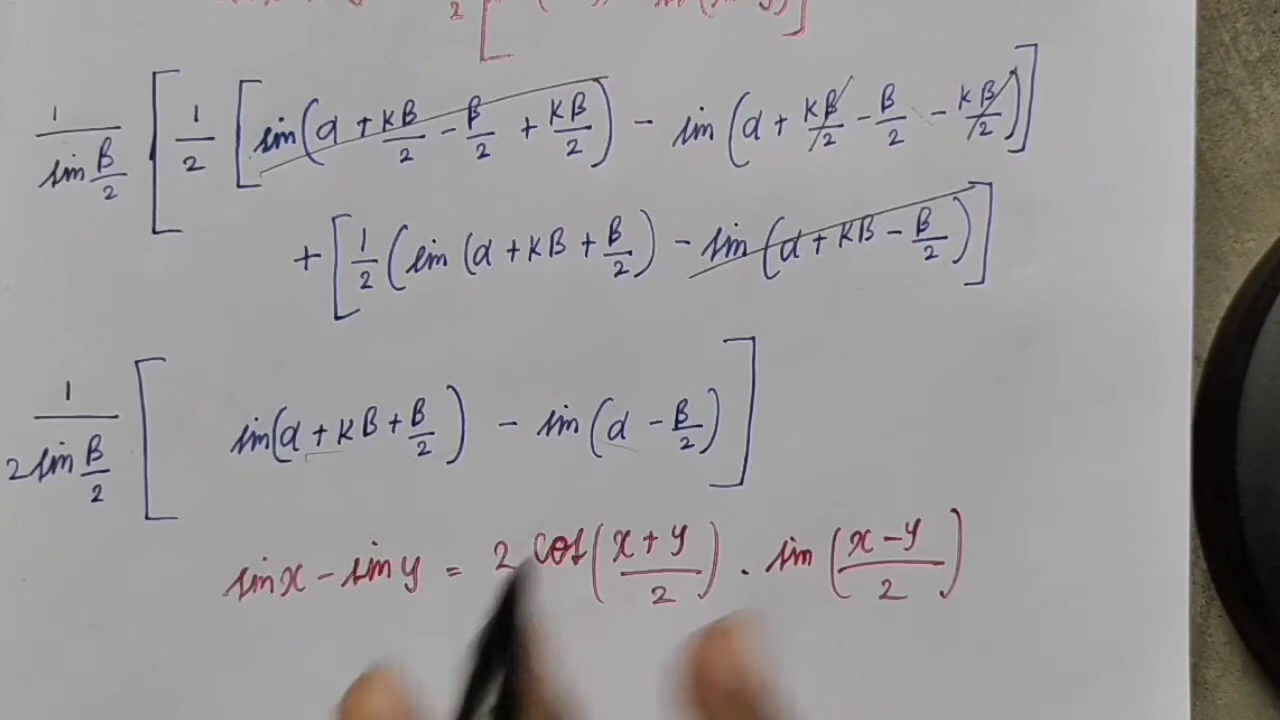 1/(sin β/2) [ 1/2 [ sin(α + kβ/2 − β/2 + kβ/2) − sin(α + kβ/2 − β/2 − kβ/2) ]
+ [ 1/2 ( sin (α + kβ + β/2) − sin (α + kβ − β/2) ]
1/(2 sin β/2) [ sin(α + kβ + β/2) − sin(α − β/2) ]
sin x − sin y = 2 cos( (x + y)/2 ) . sin ( (x − y)/2 )